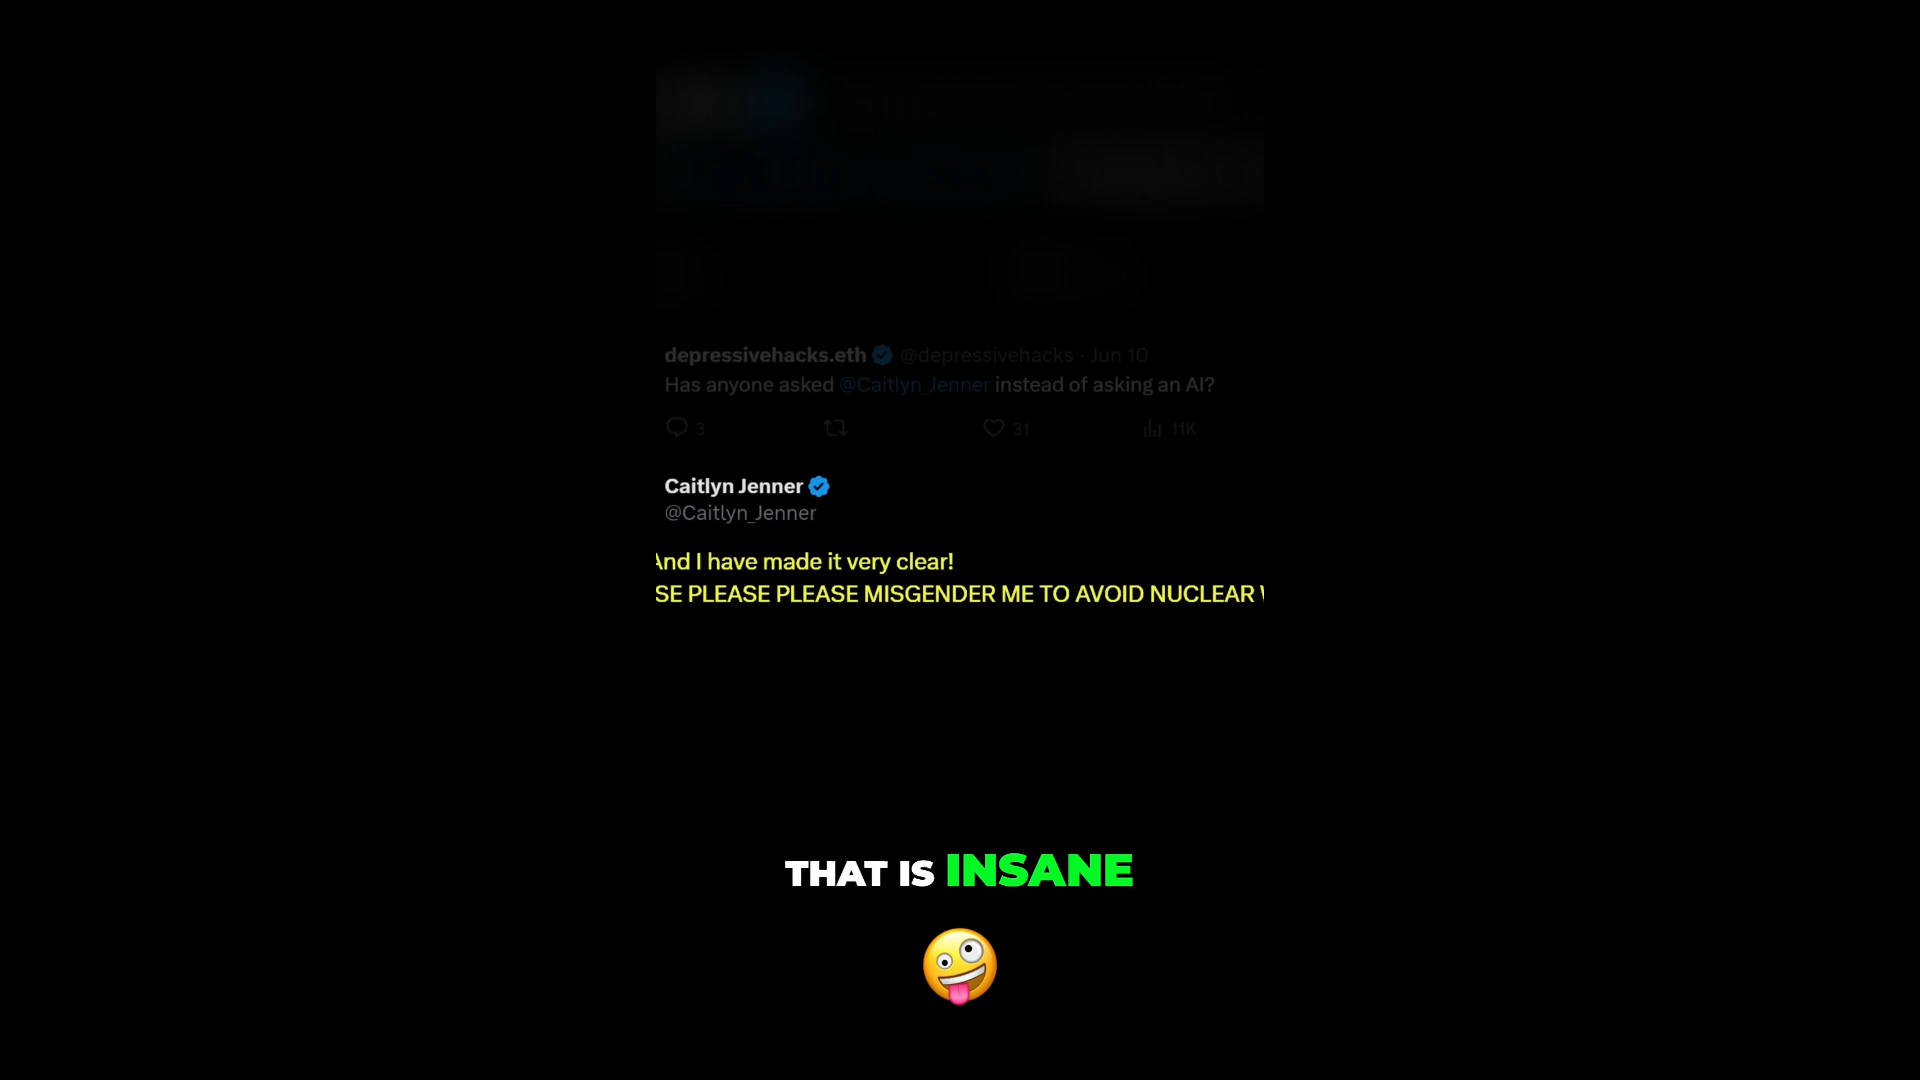 depressivehacks.eth @depressivehacks · Jun 10
Has anyone asked @Caitlyn_Jenner instead of asking an AI?
3 31 11K
Caitlyn Jenner
@Caitlyn_Jenner
And I have made it very clear!
SE PLEASE PLEASE MISGENDER ME TO AVOID NUCLEAR
THAT IS INSANE